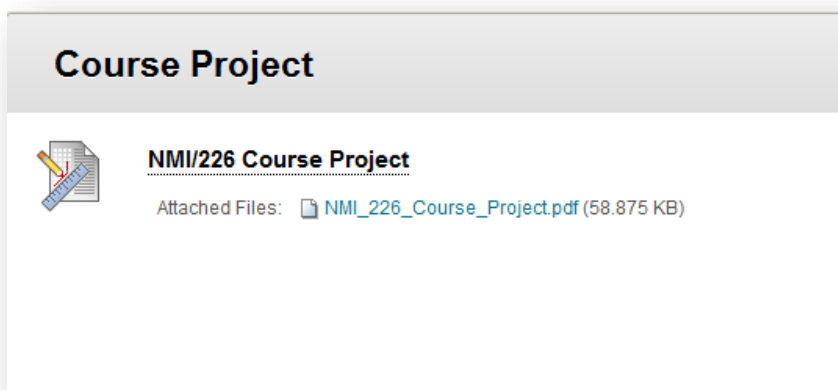 Course Project
NMI/226 Course Project
Attached Files: NMI_226_Course_Project.pdf (58.875 KB)